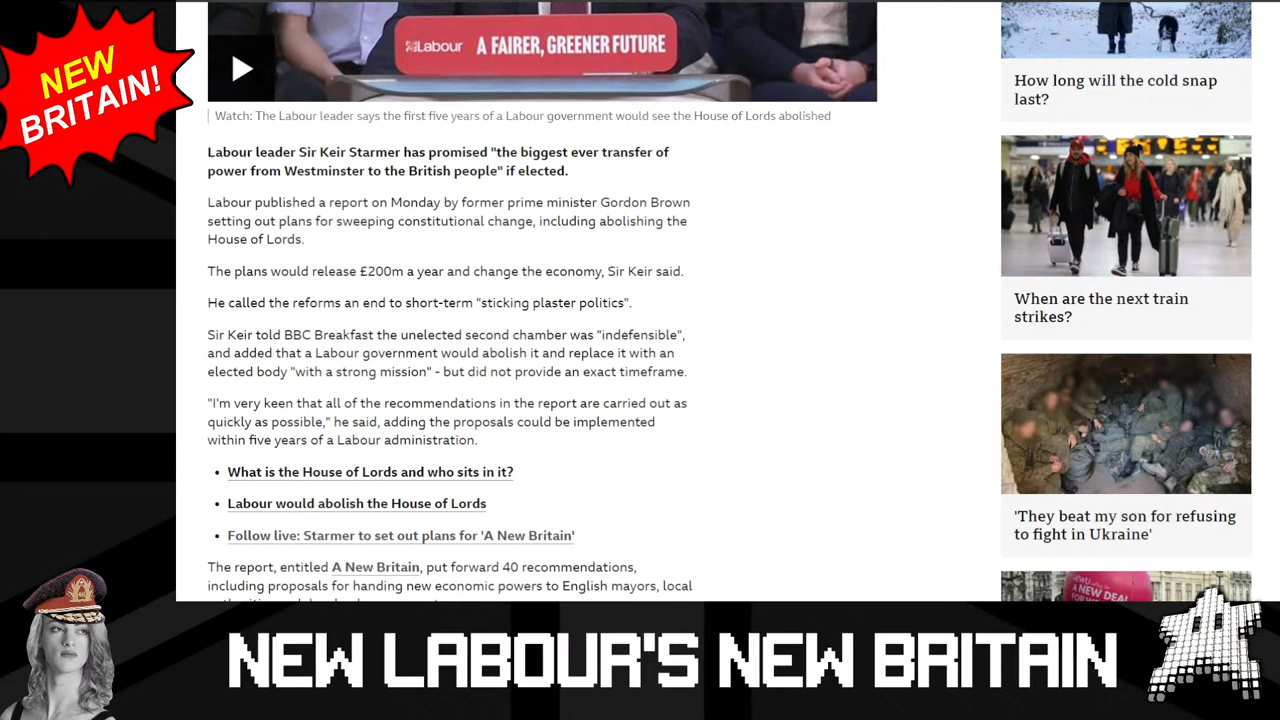 NEW
BRITAIN!
Labour A FAIRER, GREENER FUTURE
Watch: The Labour leader says the first five years of a Labour government would see the House of Lords abolished
Labour leader Sir Keir Starmer has promised "the biggest ever transfer of
power from Westminster to the British people" if elected.
Labour published a report on Monday by former prime minister Gordon Brown
setting out plans for sweeping constitutional change, including abolishing the
House of Lords.
The plans would release £200m a year and change the economy, Sir Keir said.
He called the reforms an end to short-term "sticking plaster politics".
Sir Keir told BBC Breakfast the unelected second chamber was "indefensible",
and added that a Labour government would abolish it and replace it with an
elected body "with a strong mission" - but did not provide an exact timeframe.
"I'm very keen that all of the recommendations in the report are carried out as
quickly as possible," he said, adding the proposals could be implemented
within five years of a Labour administration.
• What is the House of Lords and who sits in it?
• Labour would abolish the House of Lords
• Follow live: Starmer to set out plans for 'A New Britain'
The report, entitled A New Britain, put forward 40 recommendations,
including proposals for handing new economic powers to English mayors, local
How long will the cold snap
last?
When are the next train
strikes?
'They beat my son for refusing
to fight in Ukraine'
A NEW DEAL
NEW LABOUR'S NEW BRITAIN